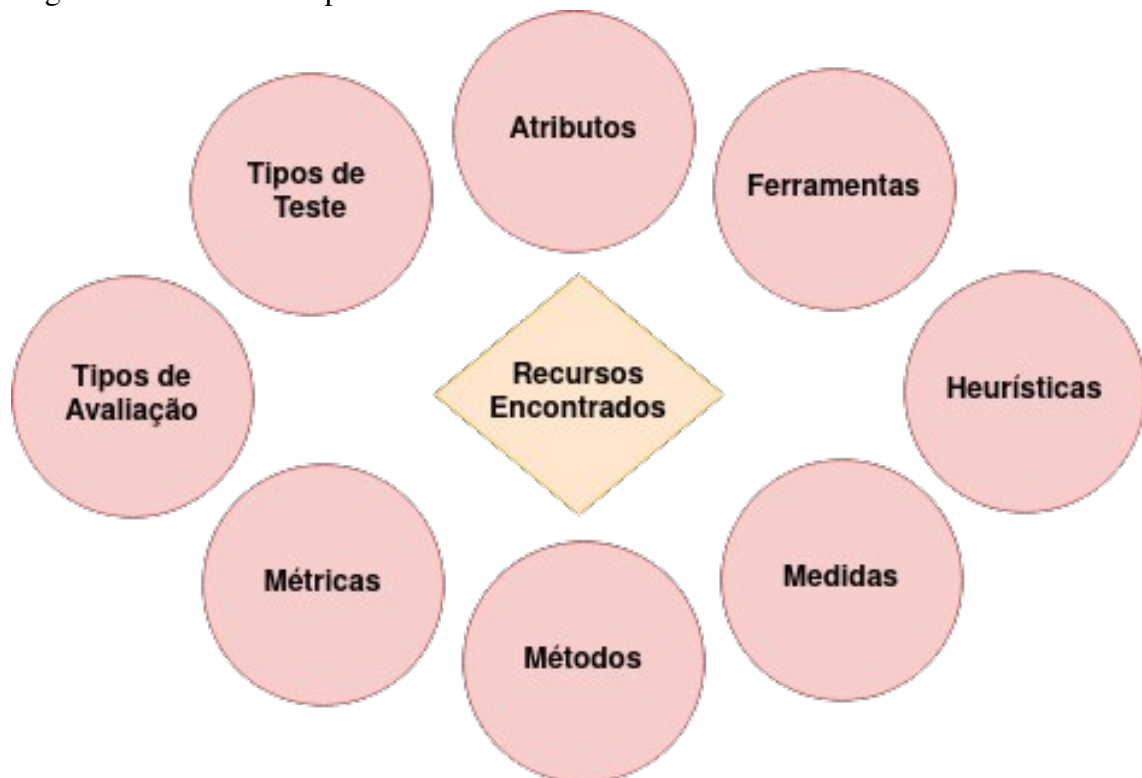 Atributos
Ferramentas
Tipos de
Teste
Recursos
Encontrados
Heurísticas
Tipos de
Avaliação
Métricas
Medidas
Métodos